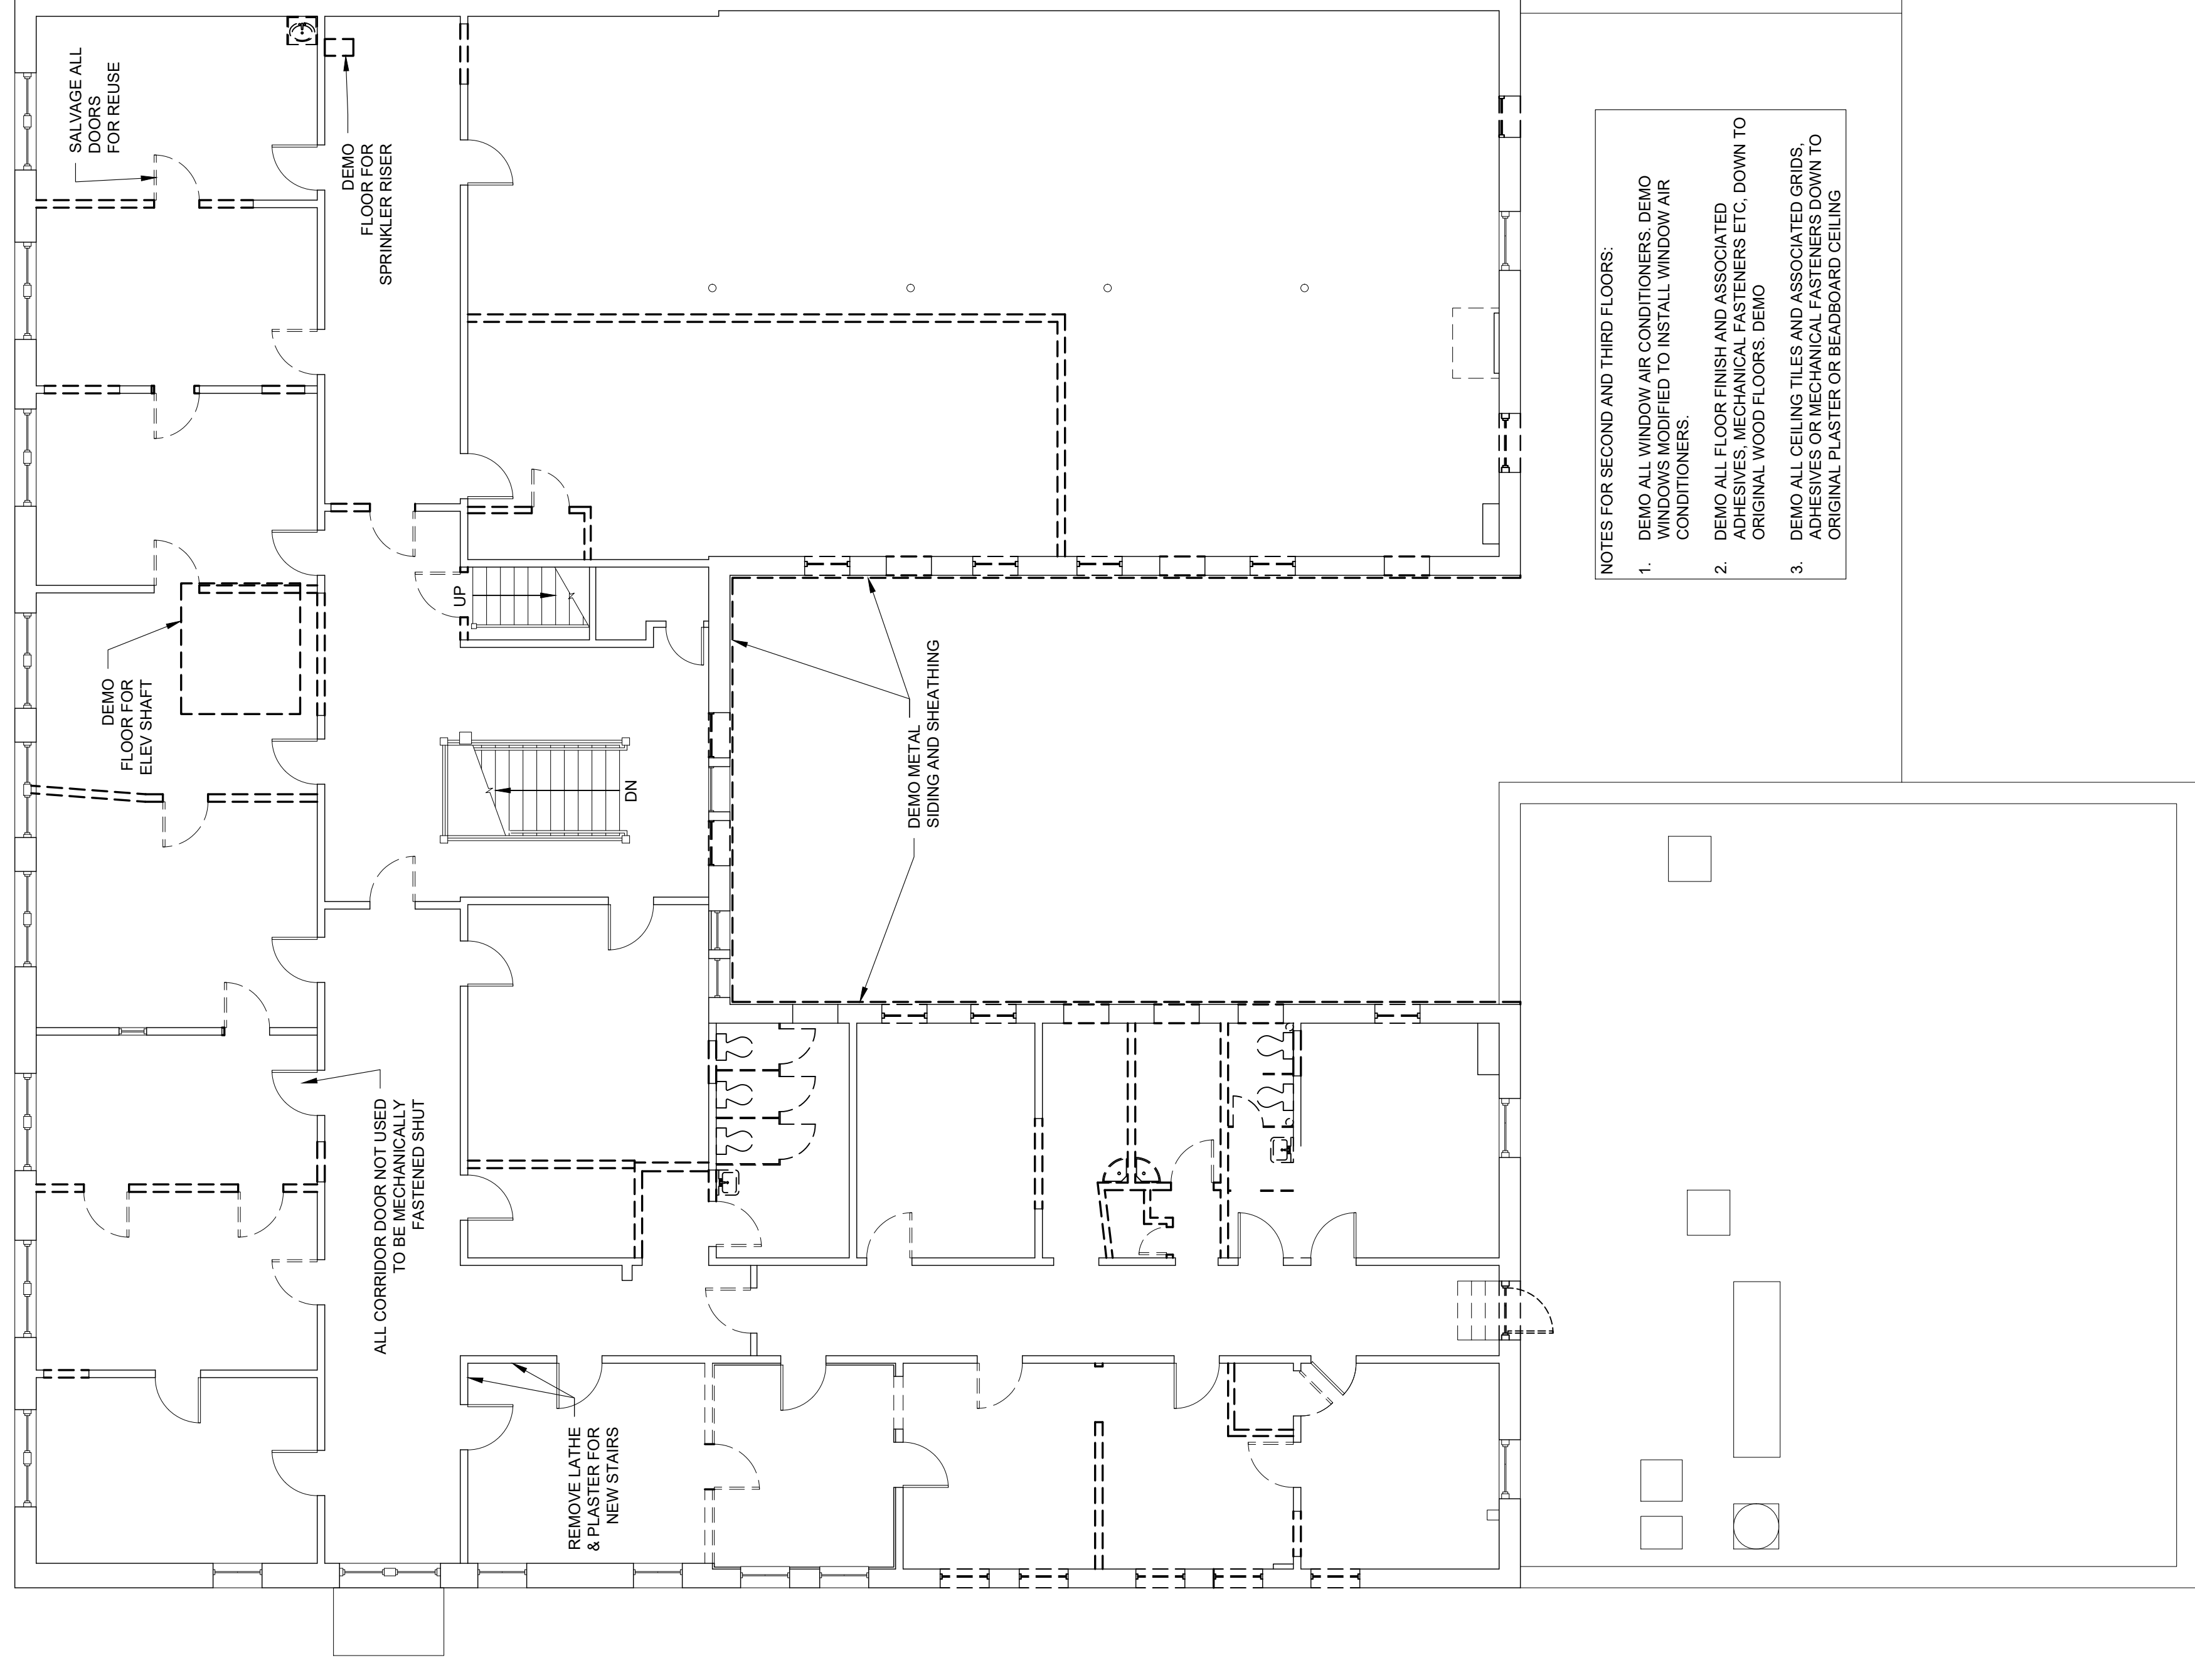 SALVAGE ALL
DOORS
FOR REUSE
DEMO
FLOOR FOR
SPRINKLER RISER
DEMO
FLOOR FOR
ELEV SHAFT
UP
DN
ALL CORRIDOR DOOR NOT USED
TO BE MECHANICALLY
FASTENED SHUT
REMOVE LATHE
& PLASTER FOR
NEW STAIRS
DEMO METAL
SIDING AND SHEATHING
NOTES FOR SECOND AND THIRD FLOORS:
1. DEMO ALL WINDOW AIR CONDITIONERS. DEMO
WINDOWS MODIFIED TO INSTALL WINDOW AIR
CONDITIONERS.
2. DEMO ALL FLOOR FINISH AND ASSOCIATED
ADHESIVES, MECHANICAL FASTENERS ETC, DOWN TO
ORIGINAL WOOD FLOORS. DEMO
3. DEMO ALL CEILING TILES AND ASSOCIATED GRIDS,
ADHESIVES OR MECHANICAL FASTENERS DOWN TO
ORIGINAL PLASTER OR BEADBOARD CEILING